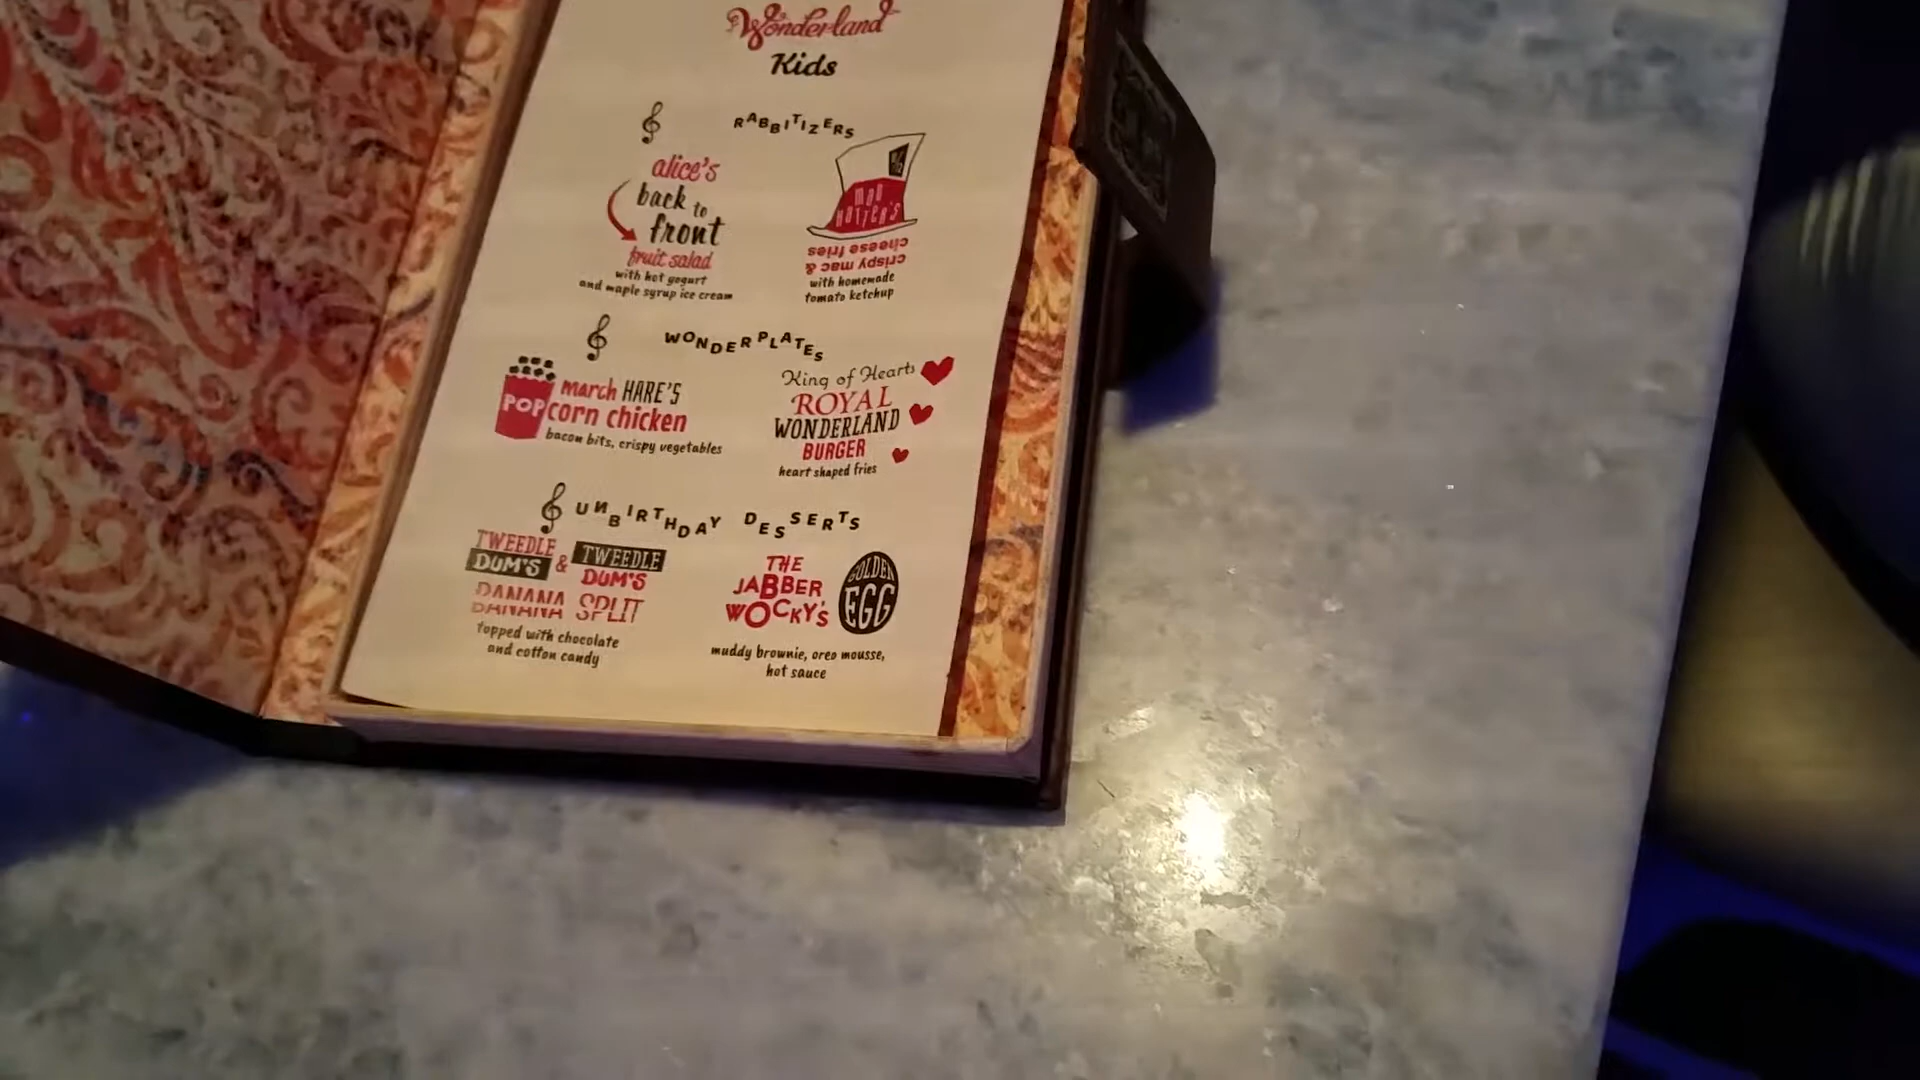 Wonderland
Kids
RABBITIZERS
alice's
back to
front
fruit salad
with hot yogurt
and maple syrup ice cream
MAD
HATTER'S
crispy mac &
cheese fries
with homemade
tomato ketchup
WONDERPLATES
march HARE'S
POPcorn chicken
bacon bits, crispy vegetables
King of Hearts
ROYAL
WONDERLAND
BURGER
heart shaped fries
UNBIRTHDAY DESSERTS
TWEEDLE
DUM'S & TWEEDLE
DUM'S
BANANA SPLIT
Topped with chocolate
and cotton candy
THE
JABBER
WOCKY'S
GOLDEN
EGG
muddy brownie, oreo mousse,
hot sauce